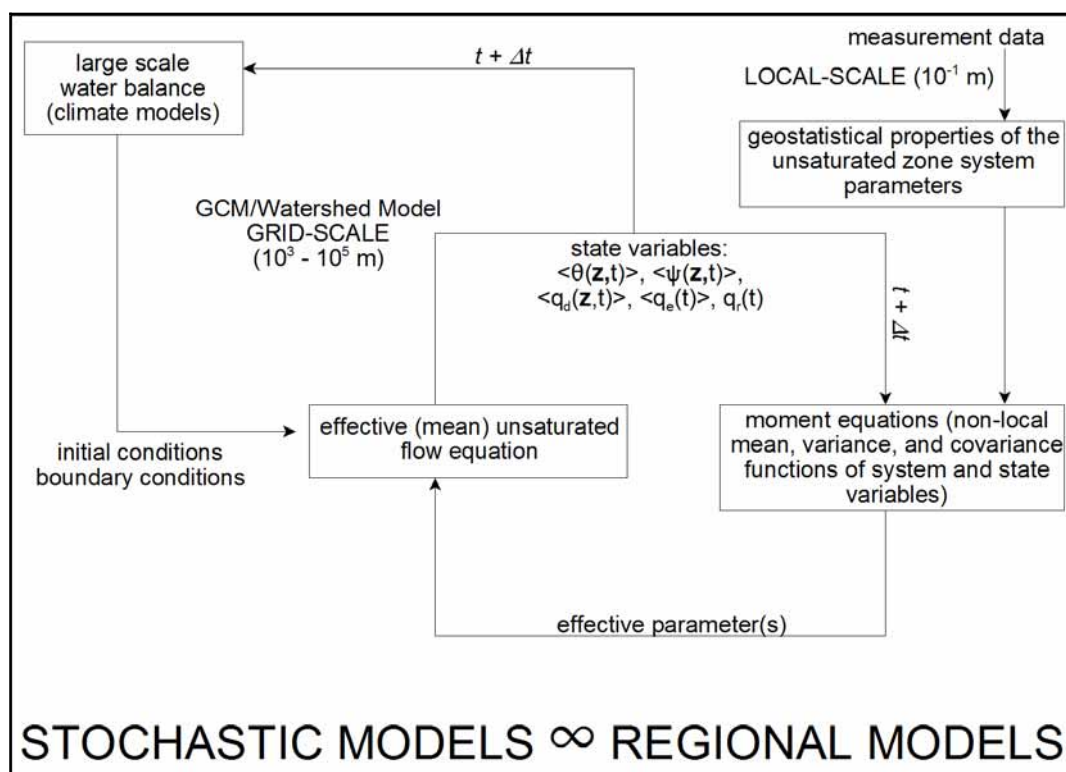 large scale
water balance
(climate models)
t + Δt
measurement data
LOCAL-SCALE (10⁻¹ m)
geostatistical properties of the
unsaturated zone system
parameters
GCM/Watershed Model
GRID-SCALE
(10³ - 10⁵ m)
state variables:
<θ(z,t)>, <ψ(z,t)>,
<q_d(z,t)>, <q_e(t)>, q_r(t)
t + Δt
initial conditions
boundary conditions
effective (mean) unsaturated
flow equation
moment equations (non-local
mean, variance, and covariance
functions of system and state
variables)
effective parameter(s)
STOCHASTIC MODELS ∞ REGIONAL MODELS